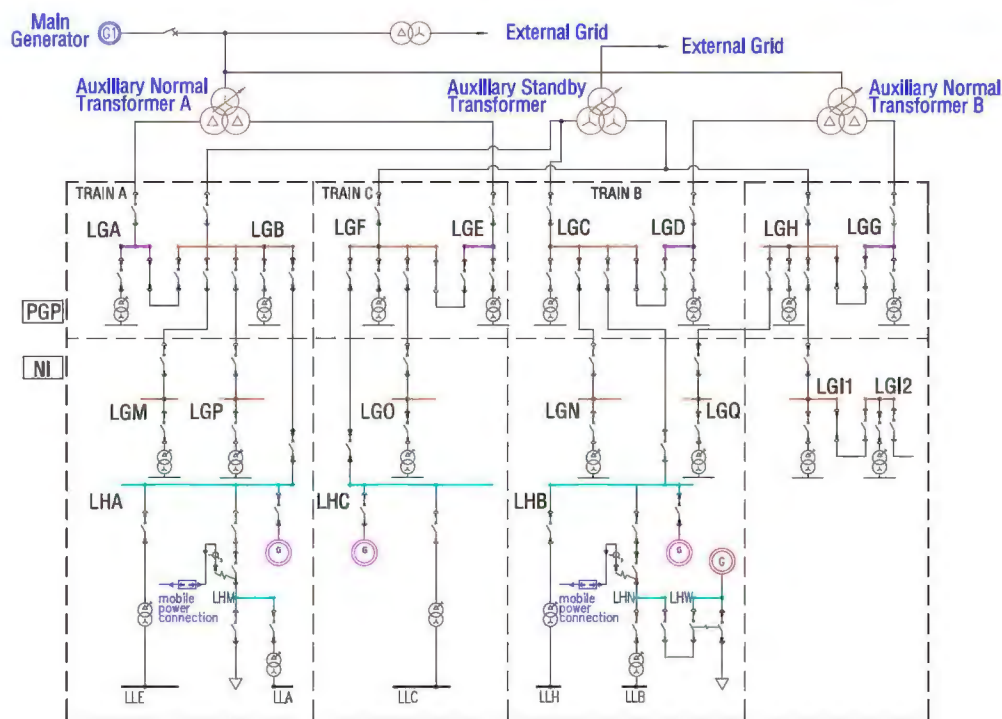 Main
Generator
G1
External Grid
External Grid
Auxiliary Normal
Transformer A
Auxiliary Standby
Transformer
Auxiliary Normal
Transformer B
TRAIN A
TRAIN C
TRAIN B
LGA
LGB
LGF
LGE
LGC
LGD
LGH
LGG
PGP
NI
LGM
LGP
LGO
LGN
LGQ
LGI1
LGI2
LHA
LHC
LHB
G
G
G
G
mobile
power
connection
LHM
mobile
power
connection
LHN
LHW
LLE
LLA
LLC
LLH
LLB